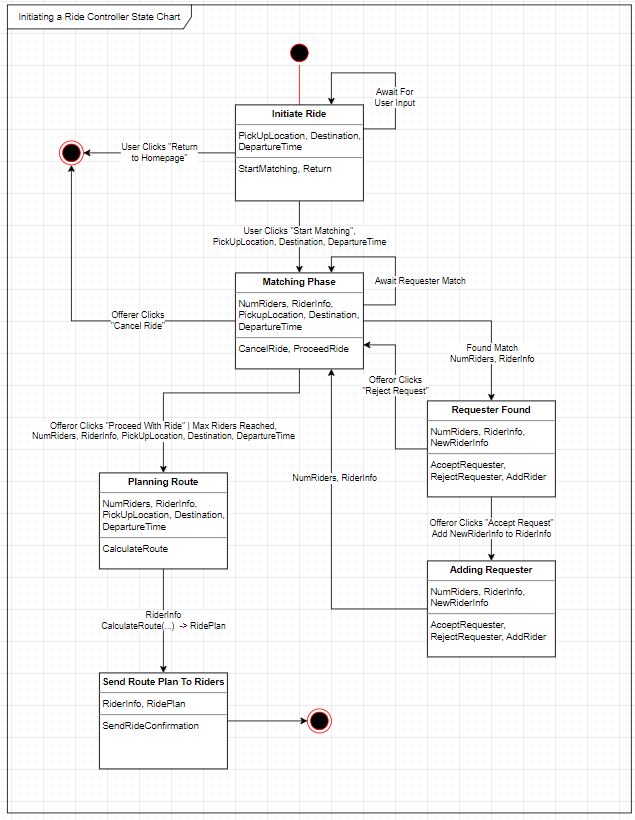 Initiating a Ride Controller State Chart
Await For
User Input
Initiate Ride
PickUpLocation, Destination,
DepartureTime
StartMatching, Return
User Clicks "Return
to Homepage"
User Clicks "Start Matching",
PickUpLocation, Destination, DepartureTime
Matching Phase
NumRiders, RiderInfo,
PickupLocation, Destination,
DepartureTime
CancelRide, ProceedRide
Await Requester Match
Offerer Clicks
"Cancel Ride"
Found Match
NumRiders, RiderInfo
Offeror Clicks
"Reject Request"
Requester Found
NumRiders, RiderInfo,
NewRiderInfo
AcceptRequester,
RejectRequester, AddRider
Offeror Clicks "Proceed With Ride" | Max Riders Reached,
NumRiders, RiderInfo, PickUpLocation, Destination, DepartureTime
Planning Route
NumRiders, RiderInfo,
PickUpLocation, Destination,
DepartureTime
CalculateRoute
NumRiders, RiderInfo
Offeror Clicks "Accept Request"
Add NewRiderInfo to RiderInfo
Adding Requester
NumRiders, RiderInfo,
NewRiderInfo
AcceptRequester,
RejectRequester, AddRider
RiderInfo
CalculateRoute(...) -> RidePlan
Send Route Plan To Riders
RiderInfo, RidePlan
SendRideConfirmation